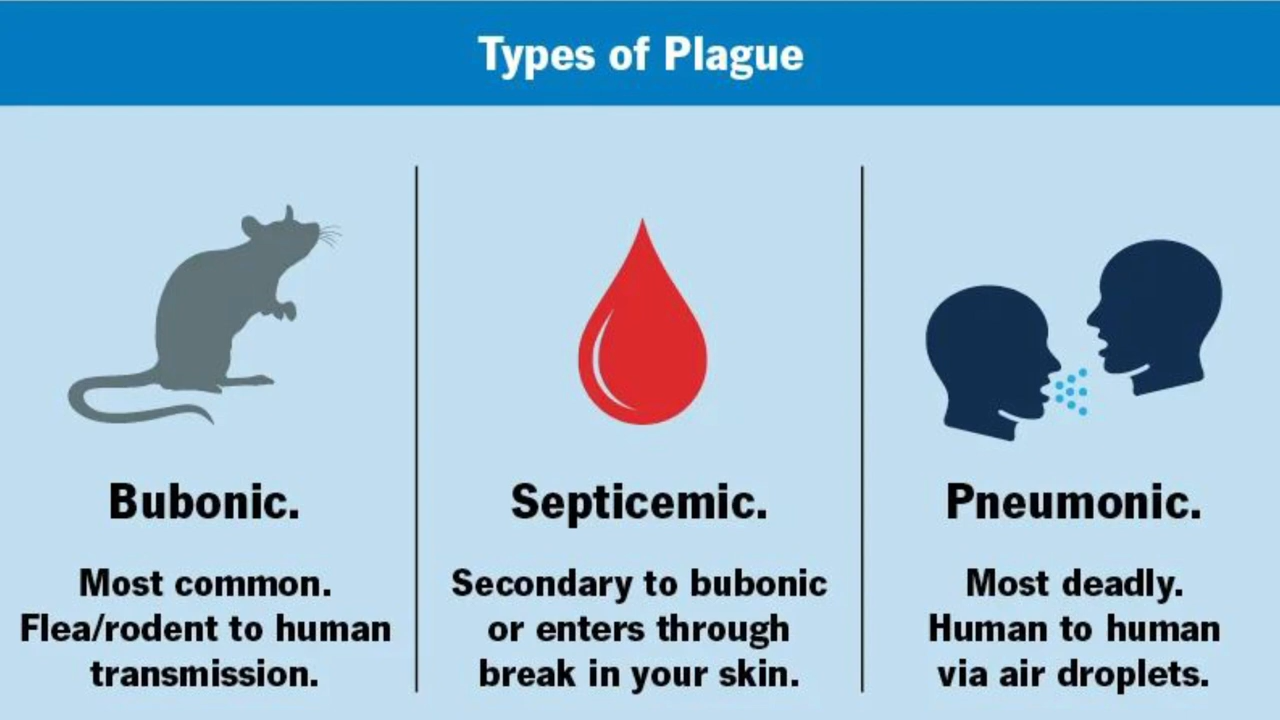 Types of Plague
Bubonic.
Most common.
Flea/rodent to human
transmission.
Septicemic.
Secondary to bubonic
or enters through
break in your skin.
Pneumonic.
Most deadly.
Human to human
via air droplets.